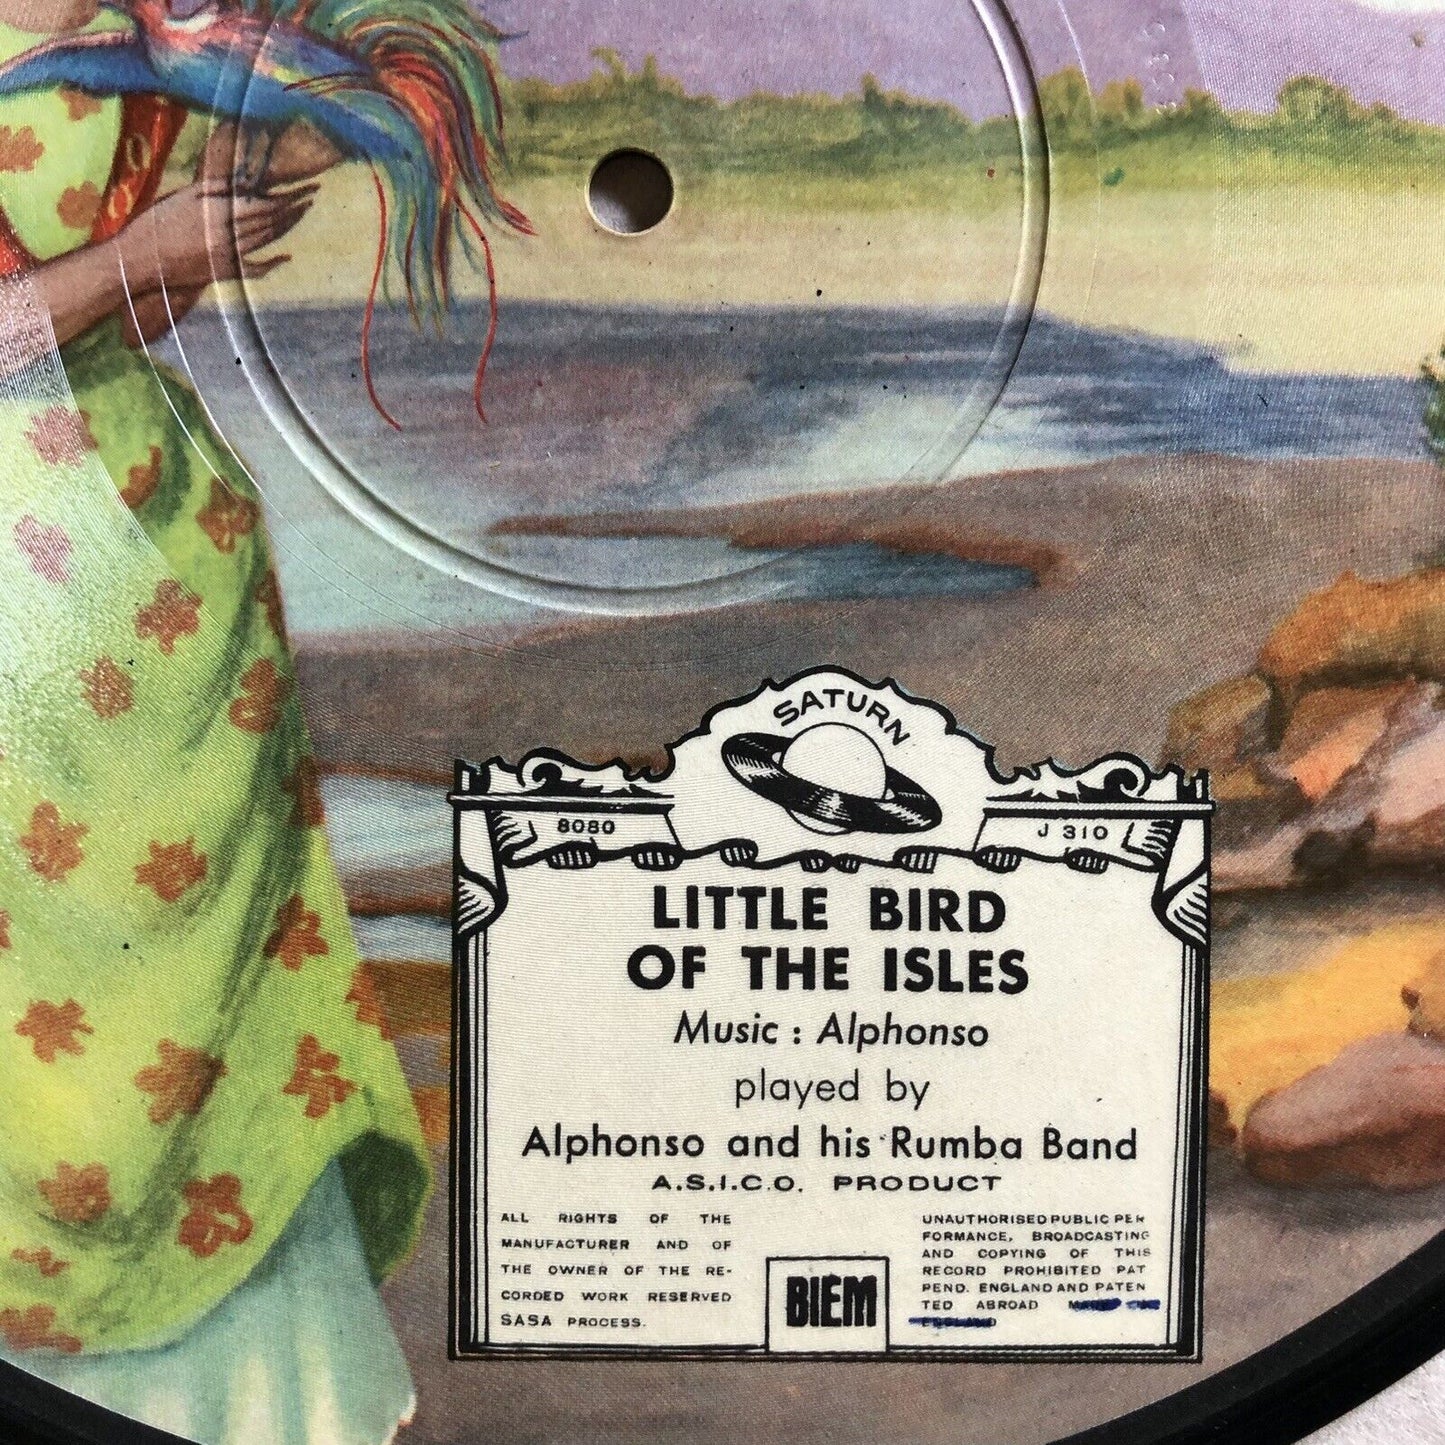 SATURN
8080 J 310
LITTLE BIRD
OF THE ISLES
Music : Alphonso
played by
Alphonso and his Rumba Band
A.S.I.C.O. PRODUCT
ALL RIGHTS OF THE
MANUFACTURER AND OF
THE OWNER OF THE RE-
CORDED WORK RESERVED
SASA PROCESS.
BIEM
UNAUTHORISED PUBLIC PER
FORMANCE, BROADCASTING
AND COPYING OF THIS
RECORD PROHIBITED PAT
PEND. ENGLAND AND PATEN
TED ABROAD
ENGLAND